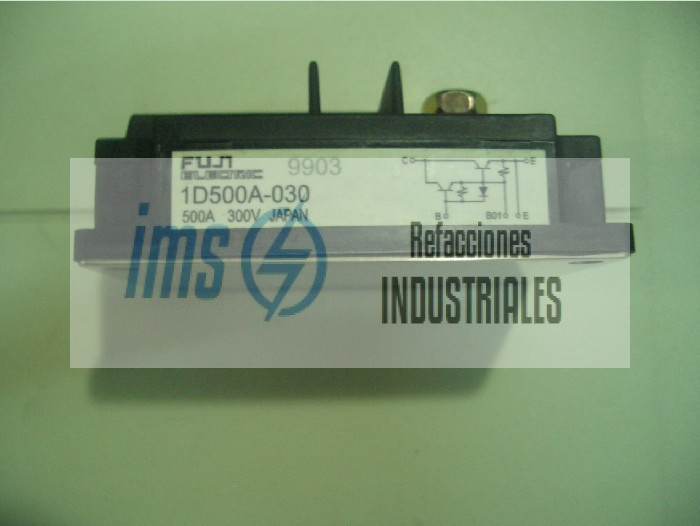 FUJI 9903
ELECTRIC
1D500A-030
500A 300V JAPAN
C E
B B01 E
ims Refacciones
INDUSTRIALES